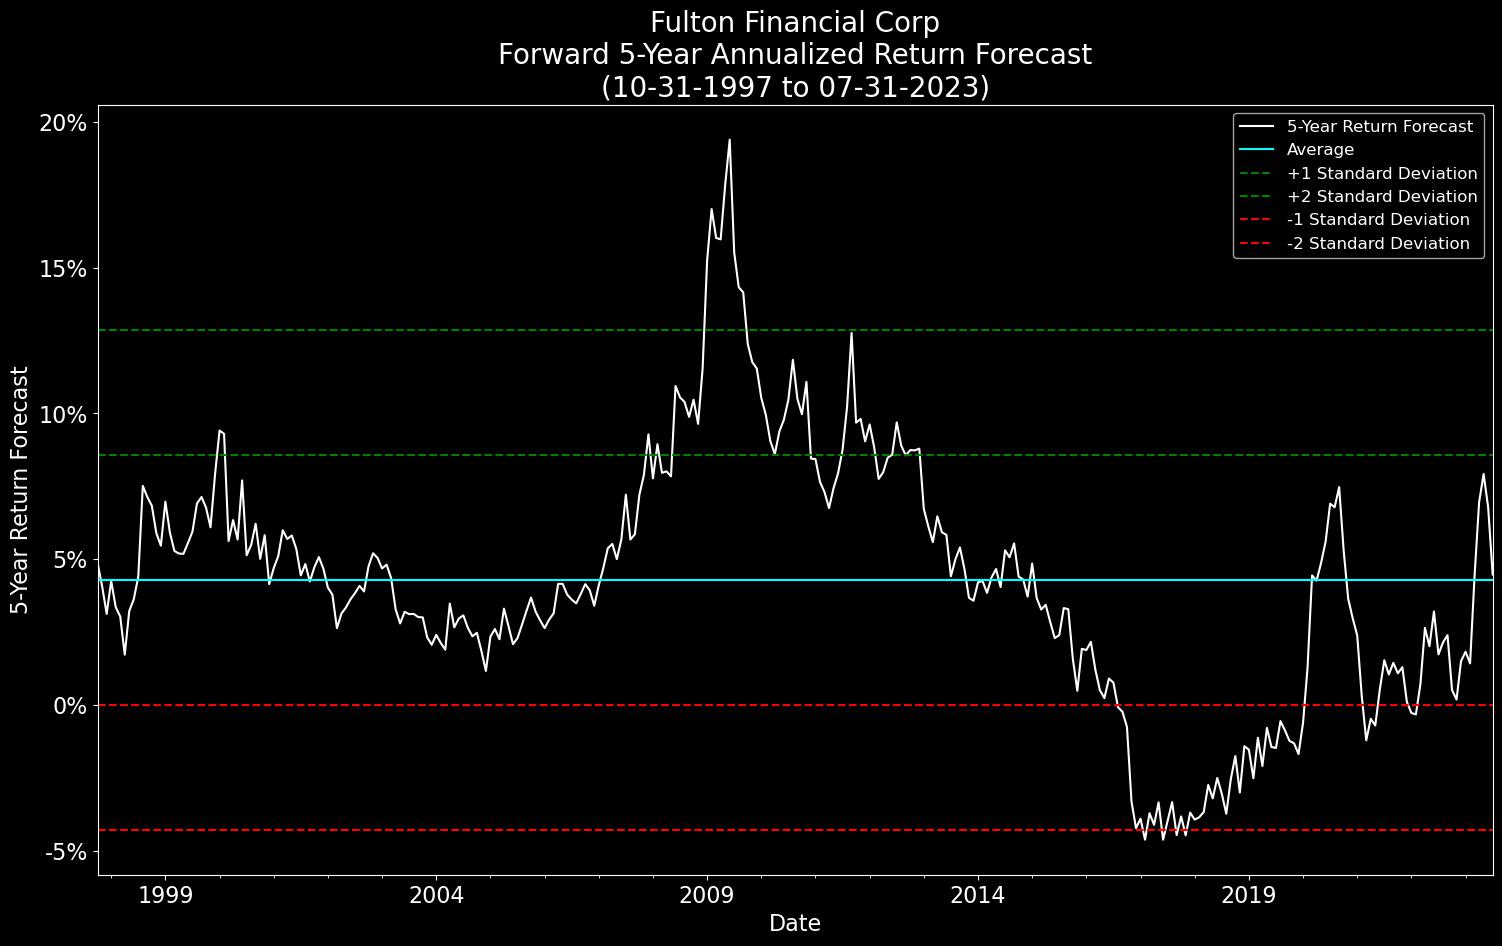 Fulton Financial Corp
Forward 5-Year Annualized Return Forecast
(10-31-1997 to 07-31-2023)
5-Year Return Forecast
Average
+1 Standard Deviation
+2 Standard Deviation
-1 Standard Deviation
-2 Standard Deviation
20%
15%
10%
5%
0%
-5%
5-Year Return Forecast
1999
2004
2009
2014
2019
Date